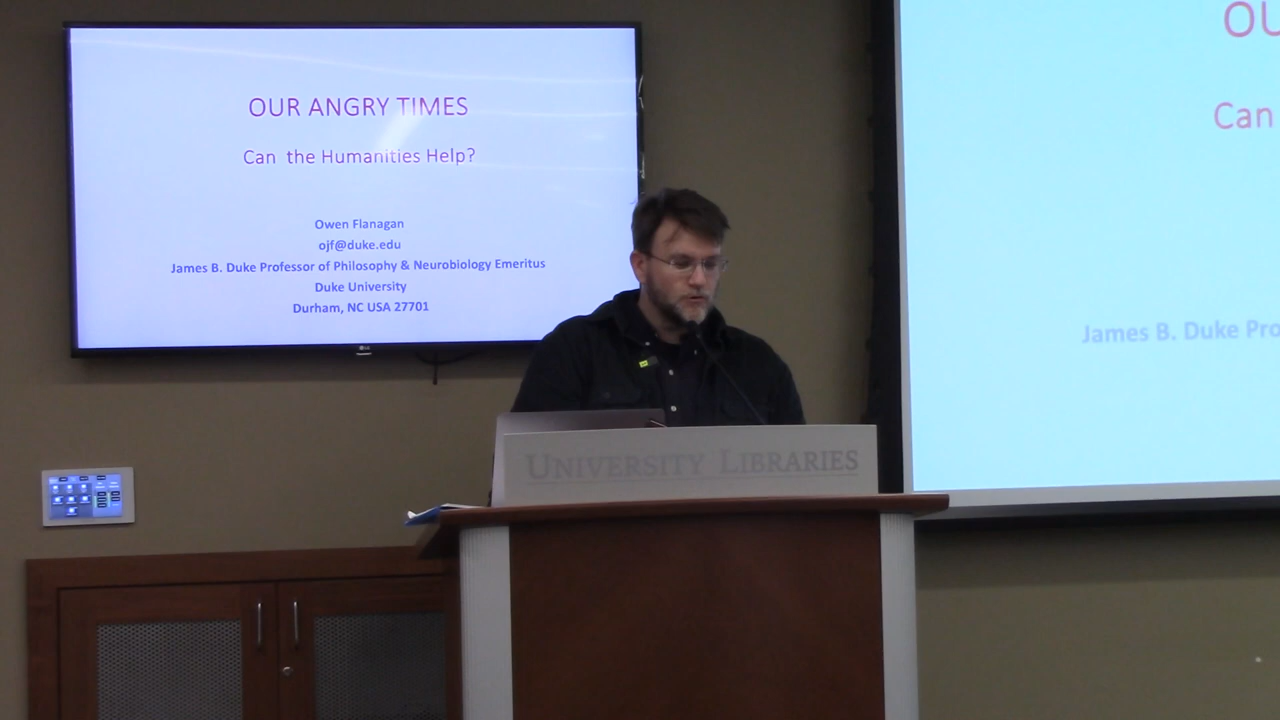 OUR ANGRY TIMES
Can the Humanities Help?
Owen Flanagan
ojf@duke.edu
James B. Duke Professor of Philosophy & Neurobiology Emeritus
Duke University
Durham, NC USA 27701
OU
Can
James B. Duke Pro
UNIVERSITY LIBRARIES